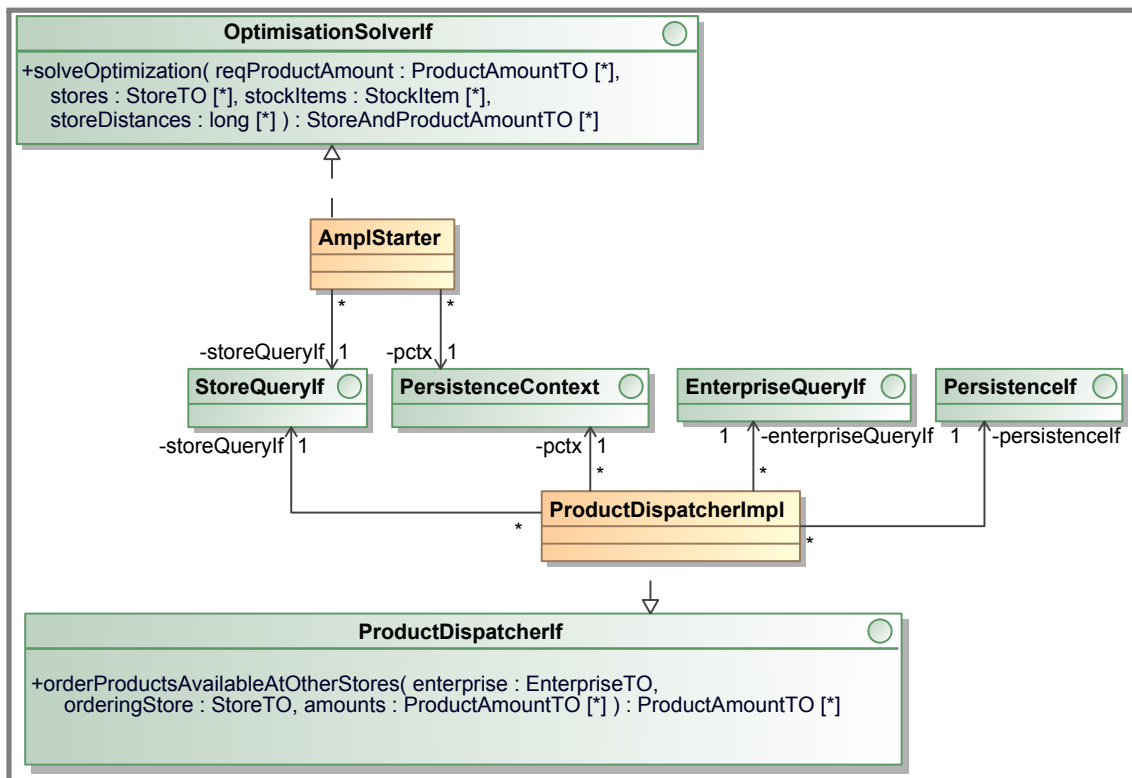 OptimisationSolverIf
+solveOptimization( reqProductAmount : ProductAmountTO [*],
stores : StoreTO [*], stockItems : StockItem [*],
storeDistances : long [*] ) : StoreAndProductAmountTO [*]
AmplStarter
* *
-storeQueryIf 1 -pctx 1
StoreQueryIf PersistenceContext EnterpriseQueryIf PersistenceIf
-storeQueryIf 1 -pctx 1 1 -enterpriseQueryIf 1 -persistenceIf
* *
ProductDispatcherImpl
* *
ProductDispatcherIf
+orderProductsAvailableAtOtherStores( enterprise : EnterpriseTO,
orderingStore : StoreTO, amounts : ProductAmountTO [*] ) : ProductAmountTO [*]